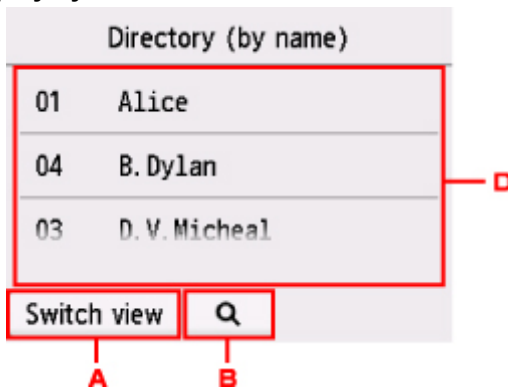 Directory (by name)
01 Alice
04 B.Dylan
03 D.V.Micheal
D
Switch view
A B